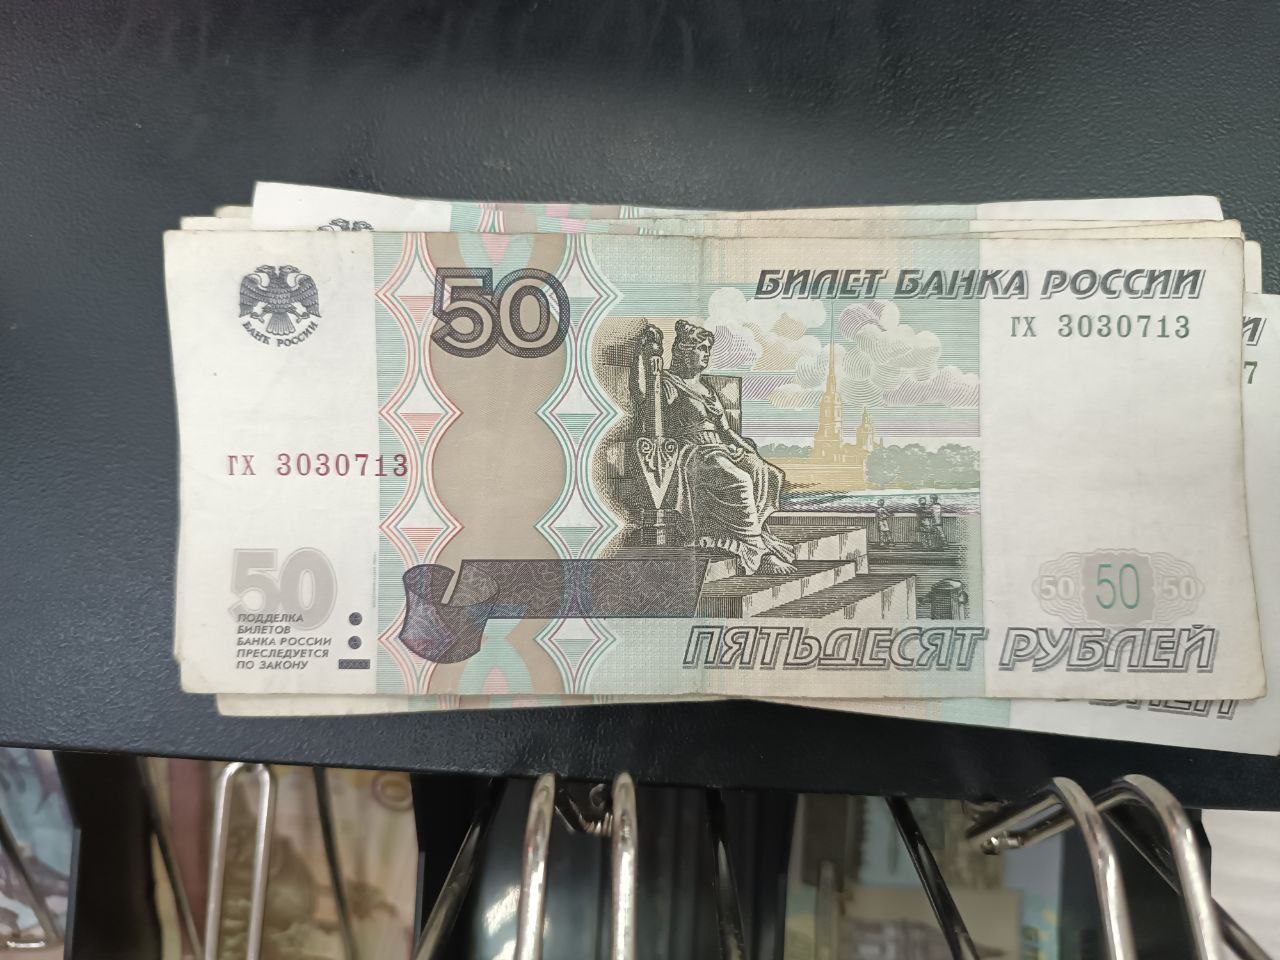 50
БИЛЕТ БАНКА РОССИИ
БАНК РОССИИ
ГХ 3030713
7
ГХ 3030713
50
ПОДДЕЛКА
БИЛЕТОВ
БАНКА РОССИИ
ПРЕСЛЕДУЕТСЯ
ПО ЗАКОНУ
50 50 50
ПЯТЬДЕСЯТ РУБЛЕЙ